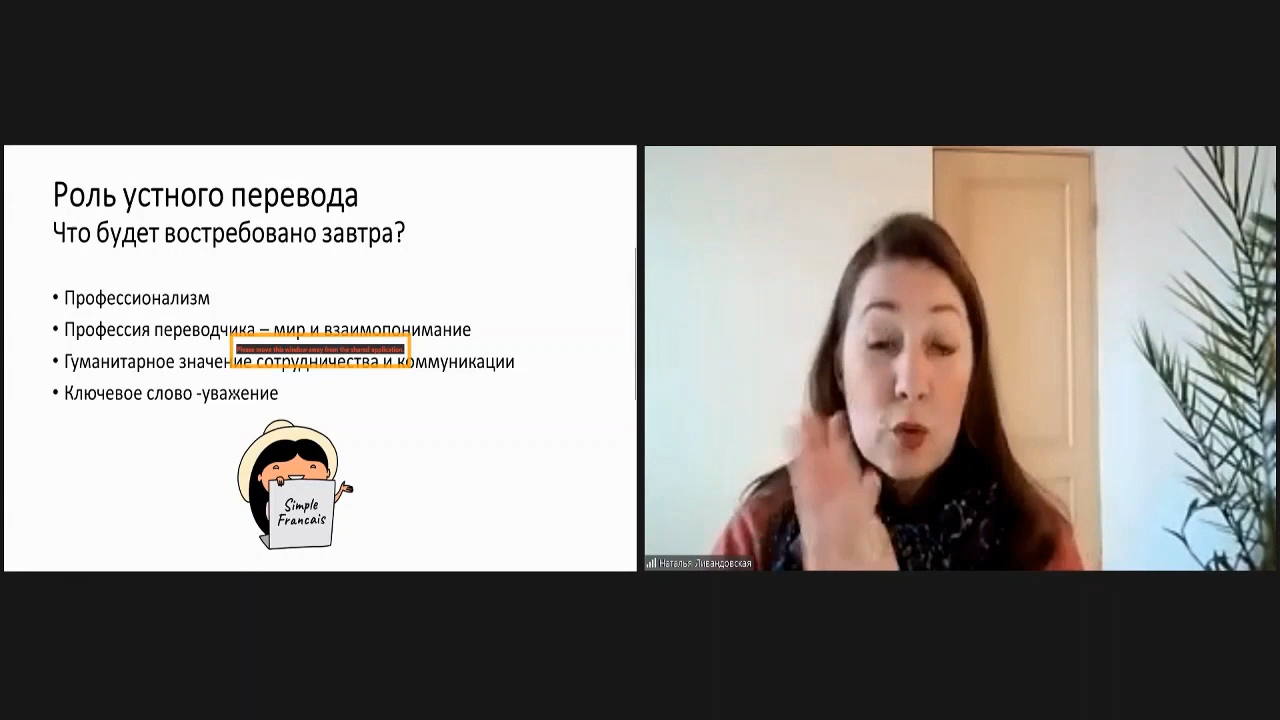 Роль устного перевода
Что будет востребовано завтра?
• Профессионализм
• Профессия переводчика – мир и взаимопонимание
Please move this window away from the shared application.
• Гуманитарное значение сотрудничества и коммуникации
• Ключевое слово -уважение
Simple
Francais
Наталья Ливандовская